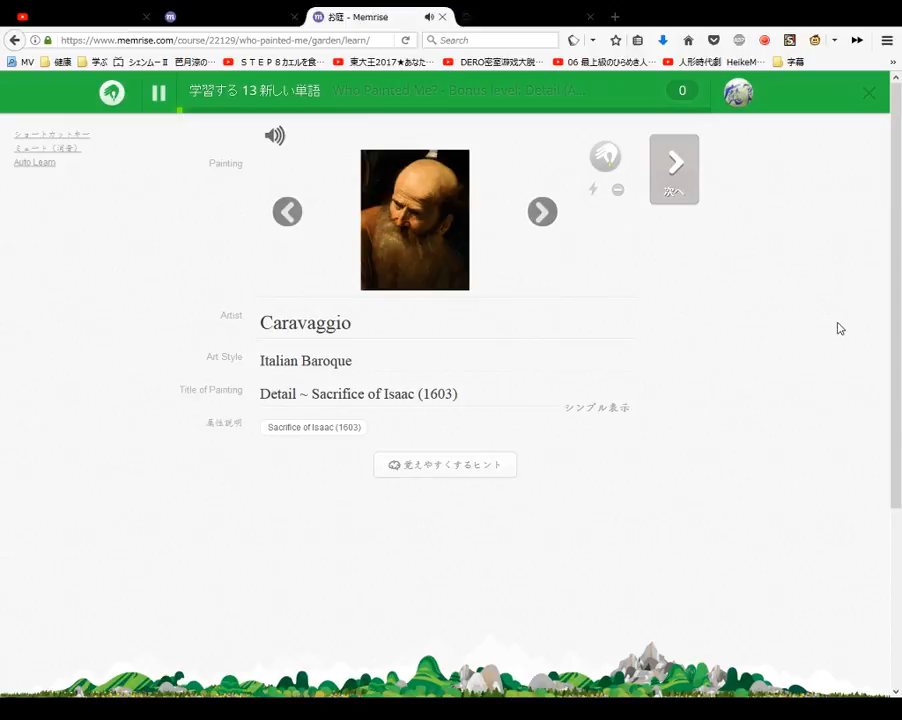 お庭 - Memrise
https://www.memrise.com/course/22129/who-painted-me/garden/learn/
Search
MV 健康 学ぶ シェンムーⅡ 芭月涼の... ＳＴＥＰ８カエルを食... 東大王2017★あなた... DERO密室游戏大脱... 06 最上級のひらめき人... 人形時代劇 HeikeM... 字幕
学習する 13 新しい単語 Who Painted Me? - Bonus level: Detail (A... 0
ショートカットキー
ミュート（消音）
Auto Learn
Painting
次へ
Artist
Caravaggio
Art Style
Italian Baroque
Title of Painting
Detail ~ Sacrifice of Isaac (1603)
シンプル表示
属性説明
Sacrifice of Isaac (1603)
覚えやすくするヒント